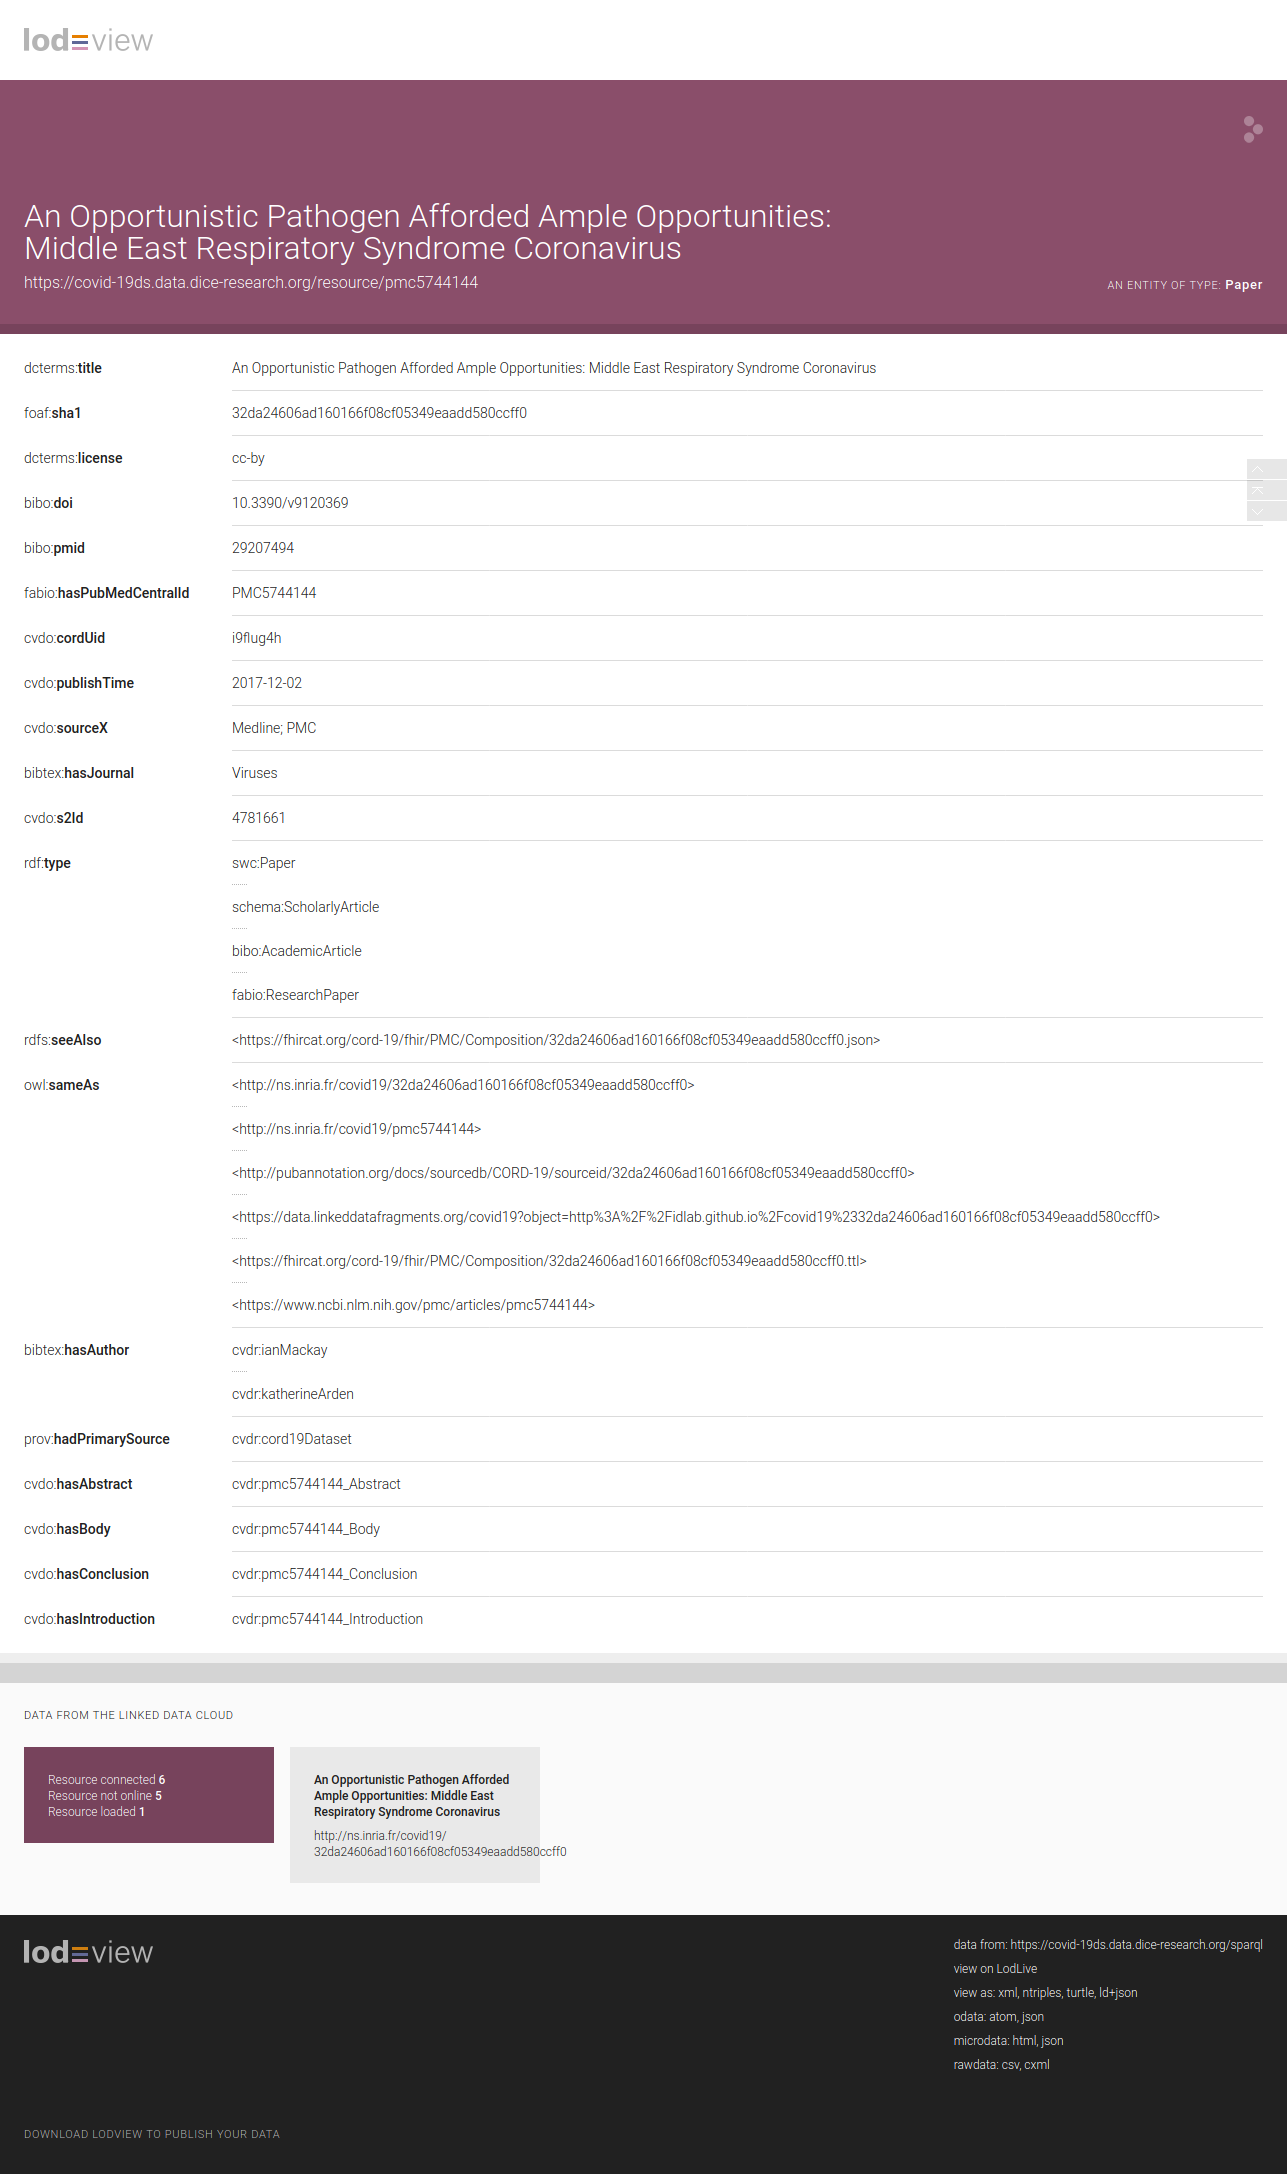 lod view
An Opportunistic Pathogen Afforded Ample Opportunities:
Middle East Respiratory Syndrome Coronavirus
https://covid-19ds.data.dice-research.org/resource/pmc5744144
AN ENTITY OF TYPE: Paper
dcterms:title An Opportunistic Pathogen Afforded Ample Opportunities: Middle East Respiratory Syndrome Coronavirus
foaf:sha1 32da24606ad160166f08cf05349eaadd580ccff0
dcterms:license cc-by
bibo:doi 10.3390/v9120369
bibo:pmid 29207494
fabio:hasPubMedCentralId PMC5744144
cvdo:cordUid i9flug4h
cvdo:publishTime 2017-12-02
cvdo:sourceX Medline; PMC
bibtex:hasJournal Viruses
cvdo:s2Id 4781661
rdf:type swc:Paper
schema:ScholarlyArticle
bibo:AcademicArticle
fabio:ResearchPaper
rdfs:seeAlso <https://fhircat.org/cord-19/fhir/PMC/Composition/32da24606ad160166f08cf05349eaadd580ccff0.json>
owl:sameAs <http://ns.inria.fr/covid19/32da24606ad160166f08cf05349eaadd580ccff0>
<http://ns.inria.fr/covid19/pmc5744144>
<http://pubannotation.org/docs/sourcedb/CORD-19/sourceid/32da24606ad160166f08cf05349eaadd580ccff0>
<https://data.linkeddatafragments.org/covid19?object=http%3A%2F%2Fidlab.github.io%2Fcovid19%2332da24606ad160166f08cf05349eaadd580ccff0>
<https://fhircat.org/cord-19/fhir/PMC/Composition/32da24606ad160166f08cf05349eaadd580ccff0.ttl>
<https://www.ncbi.nlm.nih.gov/pmc/articles/pmc5744144>
bibtex:hasAuthor cvdr:ianMackay
cvdr:katherineArden
prov:hadPrimarySource cvdr:cord19Dataset
cvdo:hasAbstract cvdr:pmc5744144_Abstract
cvdo:hasBody cvdr:pmc5744144_Body
cvdo:hasConclusion cvdr:pmc5744144_Conclusion
cvdo:hasIntroduction cvdr:pmc5744144_Introduction
DATA FROM THE LINKED DATA CLOUD
Resource connected 6
Resource not online 5
Resource loaded 1
An Opportunistic Pathogen Afforded
Ample Opportunities: Middle East
Respiratory Syndrome Coronavirus
http://ns.inria.fr/covid19/
32da24606ad160166f08cf05349eaadd580ccff0
lod view
data from: https://covid-19ds.data.dice-research.org/sparql
view on LodLive
view as: xml, ntriples, turtle, ld+json
odata: atom, json
microdata: html, json
rawdata: csv, cxml
DOWNLOAD LODVIEW TO PUBLISH YOUR DATA